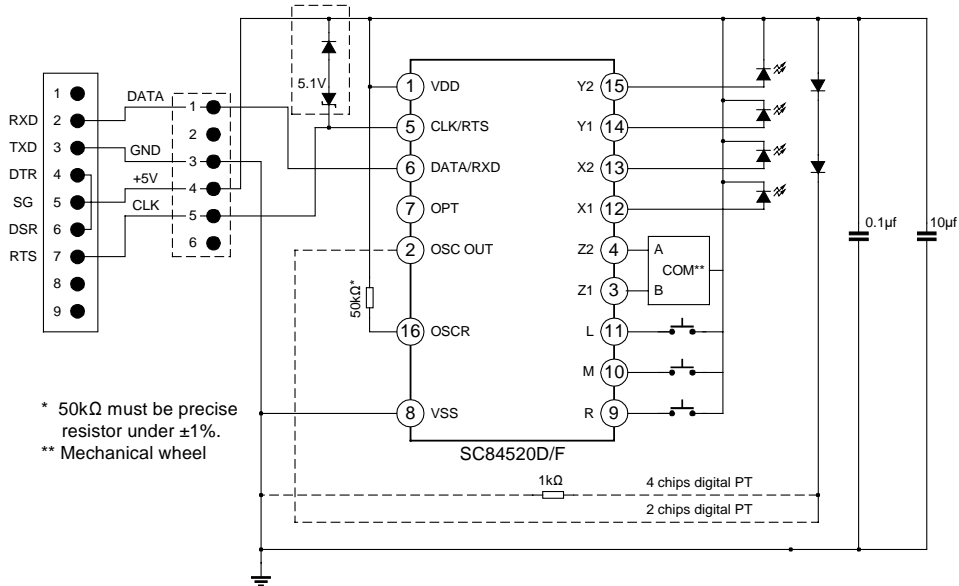 1
RXD
2
TXD
3
DTR
4
SG
5
DSR
6
RTS
7
8
9
DATA
GND
+5V
CLK
1
2
3
4
5
6
5.1V
50kΩ*
1 VDD
5 CLK/RTS
6 DATA/RXD
7 OPT
2 OSC OUT
16 OSCR
8 VSS
Y2 15
Y1 14
X2 13
X1 12
Z2 4
Z1 3
L 11
M 10
R 9
A
COM**
B
0.1µf
10µf
SC84520D/F
* 50kΩ must be precise
resistor under ±1%.
** Mechanical wheel
1kΩ
4 chips digital PT
2 chips digital PT